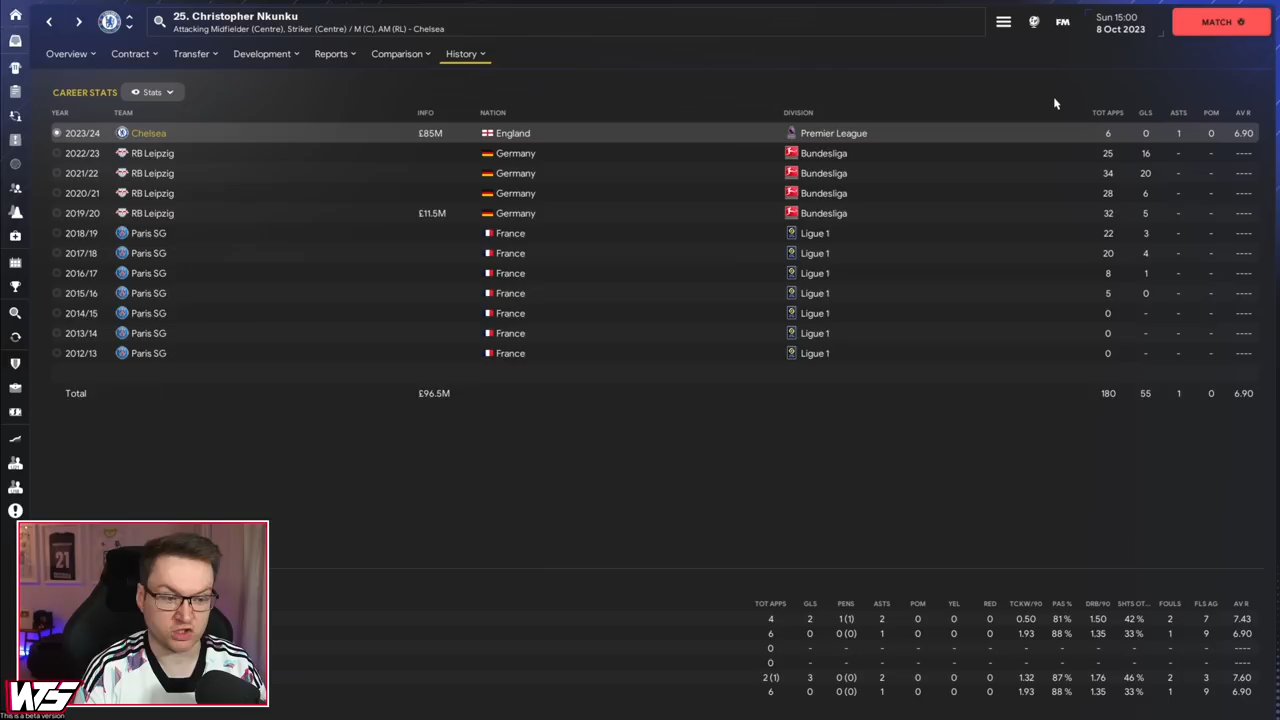 25. Christopher Nkunku
Attacking Midfielder (Centre), Striker (Centre) / M (C), AM (RL) - Chelsea
FM
Sun 15:00
8 Oct 2023
MATCH
Overview Contract Transfer Development Reports Comparison History
CAREER STATS Stats
YEAR TEAM INFO NATION DIVISION TOT APPS GLS ASTS POM AV R
2023/24 Chelsea £85M England Premier League 6 0 1 0 6.90
2022/23 RB Leipzig Germany Bundesliga 25 16 - - ----
2021/22 RB Leipzig Germany Bundesliga 34 20 - - ----
2020/21 RB Leipzig Germany Bundesliga 28 6 - - ----
2019/20 RB Leipzig £11.5M Germany Bundesliga 32 5 - - ----
2018/19 Paris SG France Ligue 1 22 3 - - ----
2017/18 Paris SG France Ligue 1 20 4 - - ----
2016/17 Paris SG France Ligue 1 8 1 - - ----
2015/16 Paris SG France Ligue 1 5 0 - - ----
2014/15 Paris SG France Ligue 1 0 - - - ----
2013/14 Paris SG France Ligue 1 0 - - - ----
2012/13 Paris SG France Ligue 1 0 - - - ----
Total £96.5M 180 55 1 0 6.90
TOT APPS GLS PENS ASTS POM YEL RED TCKW/90 PAS % DRB/90 SHTS OT... FOULS FLS AG AV R
4 2 1 (1) 2 0 0 0 0.50 81 % 1.50 42 % 2 7 7.43
6 0 0 (0) 1 0 0 0 1.93 88 % 1.35 33 % 1 9 6.90
0 - - - - - - - - - - - - ----
0 - - - - - - - - - - - - ----
2 (1) 3 0 (0) 2 0 0 0 1.32 87 % 1.76 46 % 2 3 7.60
6 0 0 (0) 1 0 0 0 1.93 88 % 1.35 33 % 1 9 6.90
21
WTS
This is a beta version